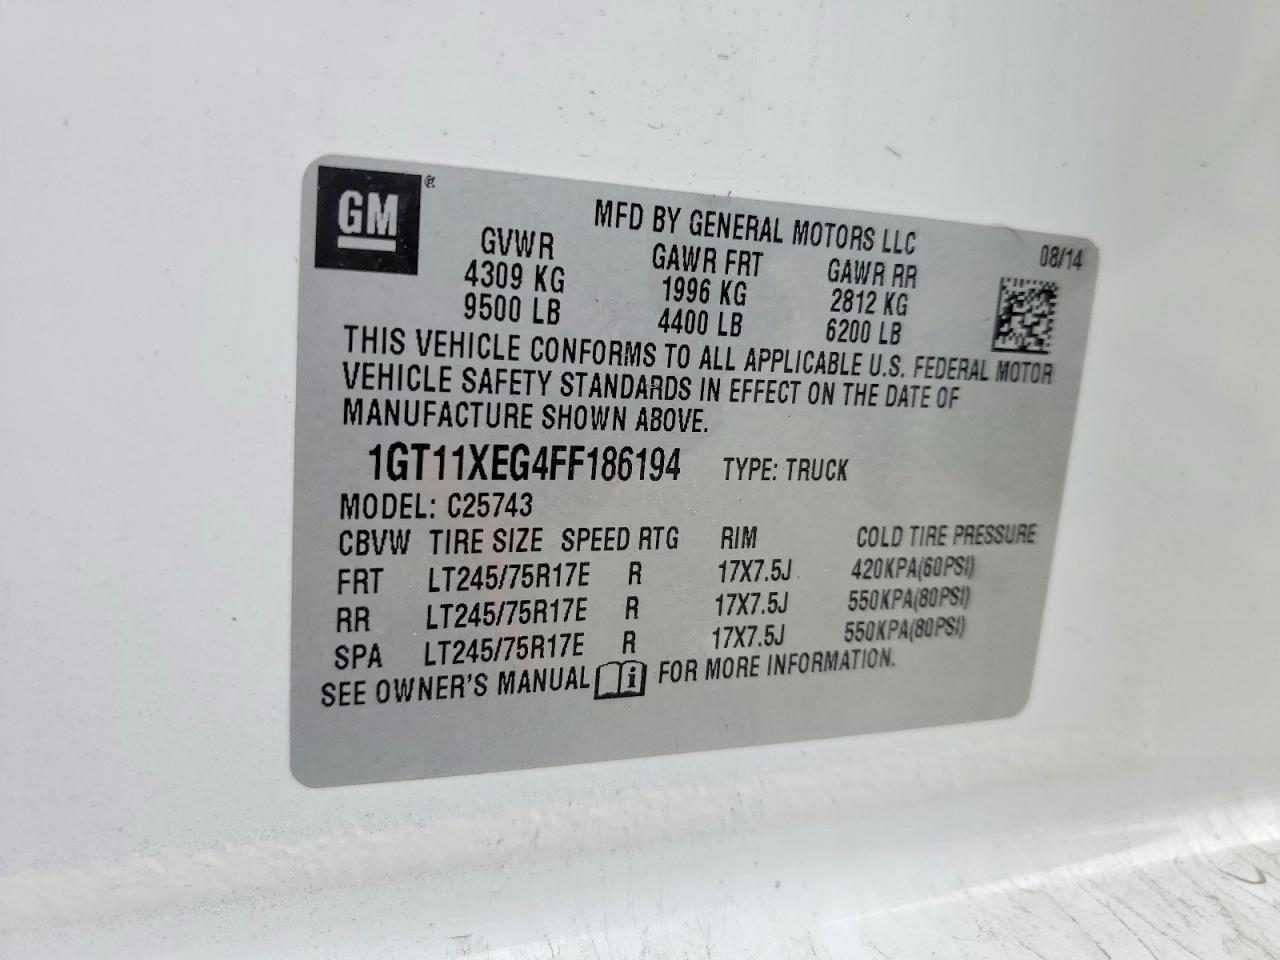 GM ®
MFD BY GENERAL MOTORS LLC
08/14
GVWR GAWR FRT GAWR RR
4309 KG 1996 KG 2812 KG
9500 LB 4400 LB 6200 LB
THIS VEHICLE CONFORMS TO ALL APPLICABLE U.S. FEDERAL MOTOR
VEHICLE SAFETY STANDARDS IN EFFECT ON THE DATE OF
MANUFACTURE SHOWN ABOVE.
1GT11XEG4FF186194 TYPE: TRUCK
MODEL: C25743
CBVW TIRE SIZE SPEED RTG RIM COLD TIRE PRESSURE
FRT LT245/75R17E R 17X7.5J 420KPA(60PSI)
RR LT245/75R17E R 17X7.5J 550KPA(80PSI)
SPA LT245/75R17E R 17X7.5J 550KPA(80PSI)
SEE OWNER'S MANUAL i FOR MORE INFORMATION.